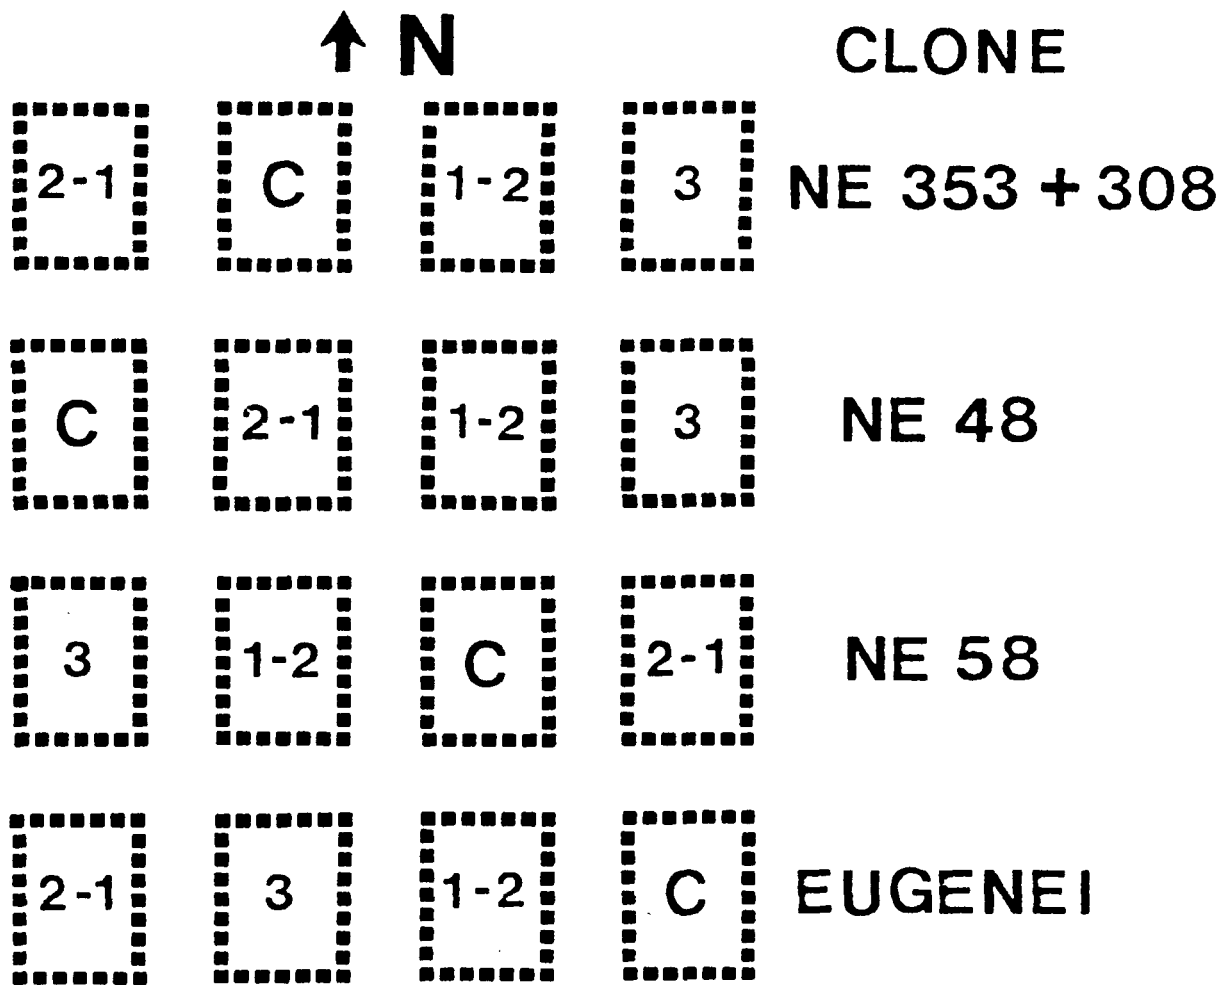 N CLONE
2-1 C 1-2 3 NE 353 + 308
C 2-1 1-2 3 NE 48
3 1-2 C 2-1 NE 58
2-1 3 1-2 C EUGENEI